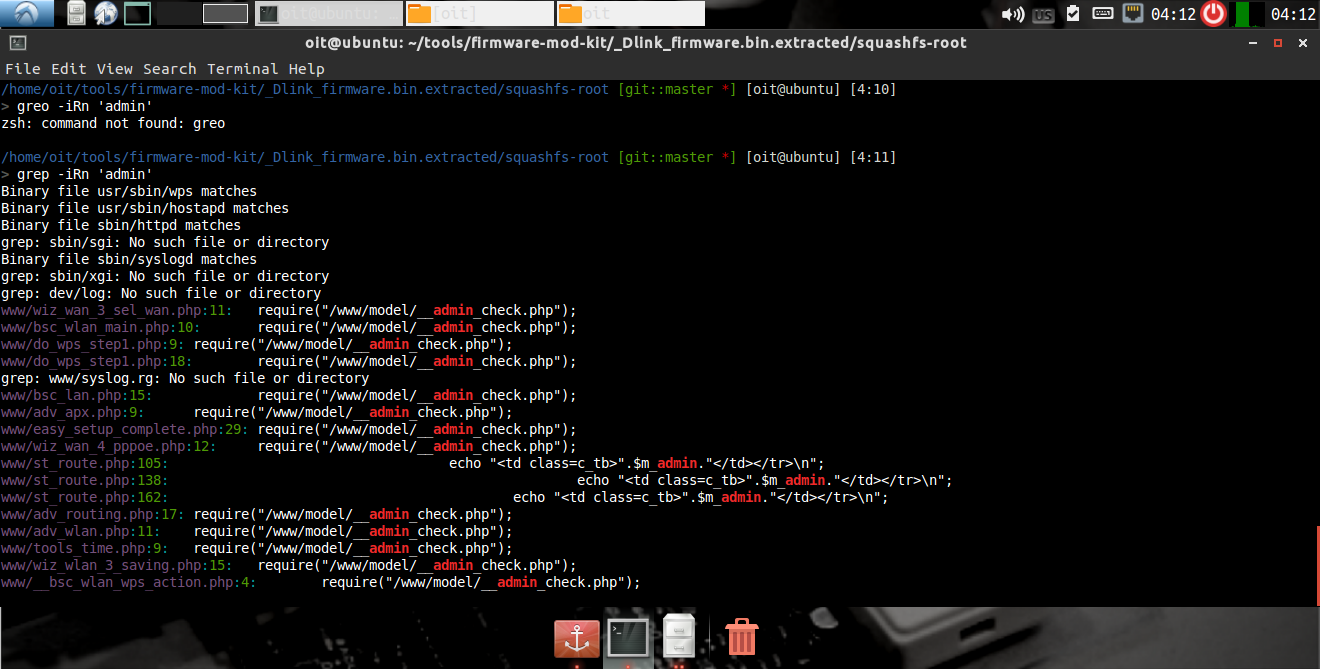 oit@ubuntu: ~ [oit] oit US 04:12 04:12
oit@ubuntu: ~/tools/firmware-mod-kit/_Dlink_firmware.bin.extracted/squashfs-root
File Edit View Search Terminal Help
/home/oit/tools/firmware-mod-kit/_Dlink_firmware.bin.extracted/squashfs-root [git::master *] [oit@ubuntu] [4:10]
> greo -iRn 'admin'
zsh: command not found: greo
/home/oit/tools/firmware-mod-kit/_Dlink_firmware.bin.extracted/squashfs-root [git::master *] [oit@ubuntu] [4:11]
> grep -iRn 'admin'
Binary file usr/sbin/wps matches
Binary file usr/sbin/hostapd matches
Binary file sbin/httpd matches
grep: sbin/sgi: No such file or directory
Binary file sbin/syslogd matches
grep: sbin/xgi: No such file or directory
grep: dev/log: No such file or directory
www/wiz_wan_3_sel_wan.php:11: require("/www/model/__admin_check.php");
www/bsc_wlan_main.php:10: require("/www/model/__admin_check.php");
www/do_wps_step1.php:9: require("/www/model/__admin_check.php");
www/do_wps_step1.php:18: require("/www/model/__admin_check.php");
grep: www/syslog.rg: No such file or directory
www/bsc_lan.php:15: require("/www/model/__admin_check.php");
www/adv_apx.php:9: require("/www/model/__admin_check.php");
www/easy_setup_complete.php:29: require("/www/model/__admin_check.php");
www/wiz_wan_4_pppoe.php:12: require("/www/model/__admin_check.php");
www/st_route.php:105: echo "<td class=c_tb>".$m_admin."</td></tr>\n";
www/st_route.php:138: echo "<td class=c_tb>".$m_admin."</td></tr>\n";
www/st_route.php:162: echo "<td class=c_tb>".$m_admin."</td></tr>\n";
www/adv_routing.php:17: require("/www/model/__admin_check.php");
www/adv_wlan.php:11: require("/www/model/__admin_check.php");
www/tools_time.php:9: require("/www/model/__admin_check.php");
www/wiz_wlan_3_saving.php:15: require("/www/model/__admin_check.php");
www/__bsc_wlan_wps_action.php:4: require("/www/model/__admin_check.php");